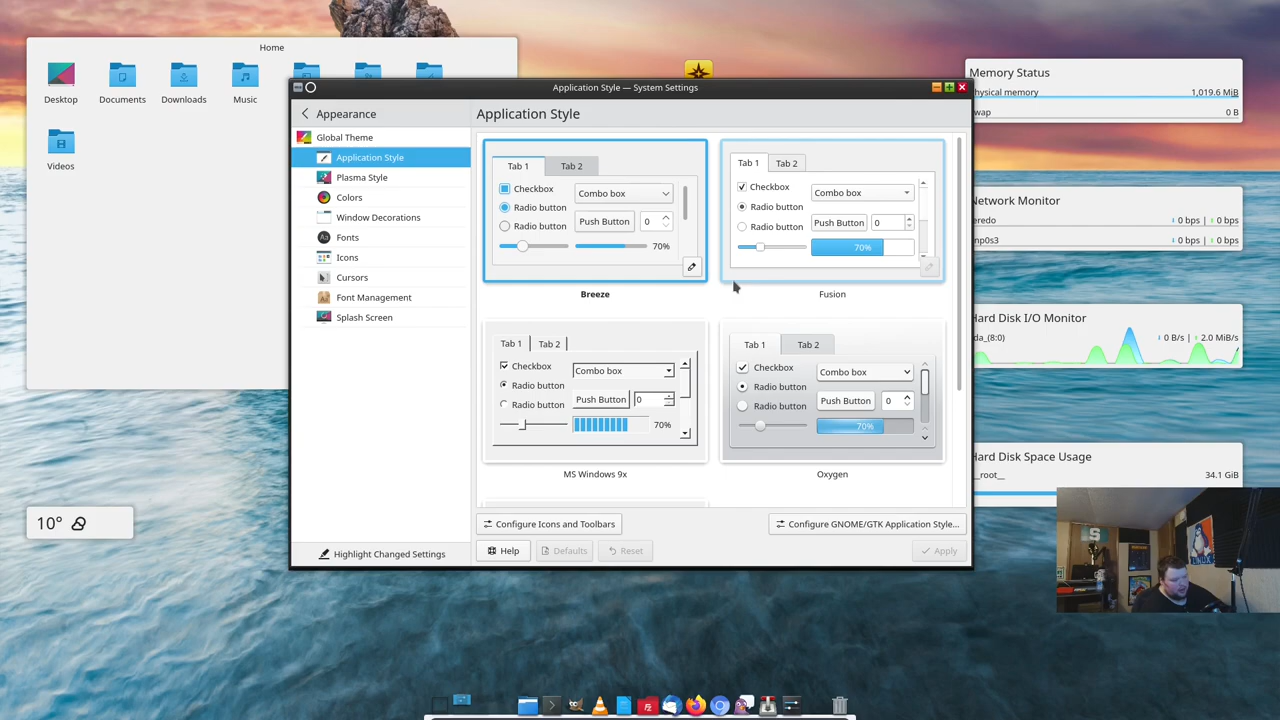 Home
Desktop
Documents
Downloads
Music
Videos
10°
Application Style — System Settings
Appearance
Global Theme
Application Style
Plasma Style
Colors
Window Decorations
Fonts
Icons
Cursors
Font Management
Splash Screen
Highlight Changed Settings
Application Style
Tab 1 Tab 2
Checkbox Combo box
Radio button
Push Button 0
Radio button
70%
Breeze
Tab 1 Tab 2
Checkbox Combo box
Radio button
Push Button 0
Radio button
70%
Fusion
Tab 1 Tab 2
Checkbox Combo box
Radio button
Push Button 0
Radio button
70%
MS Windows 9x
Tab 1 Tab 2
Checkbox Combo box
Radio button
Push Button 0
Radio button
70%
Oxygen
Configure Icons and Toolbars
Configure GNOME/GTK Application Style...
Help
Defaults
Reset
Apply
Memory Status
hysical memory 1,019.6 MiB
wap 0 B
Network Monitor
eredo 0 bps | 0 bps
np0s3 0 bps | 0 bps
Hard Disk I/O Monitor
da_(8:0) 0 B/s | 2.0 MiB/s
Hard Disk Space Usage
__root__ 34.1 GiB